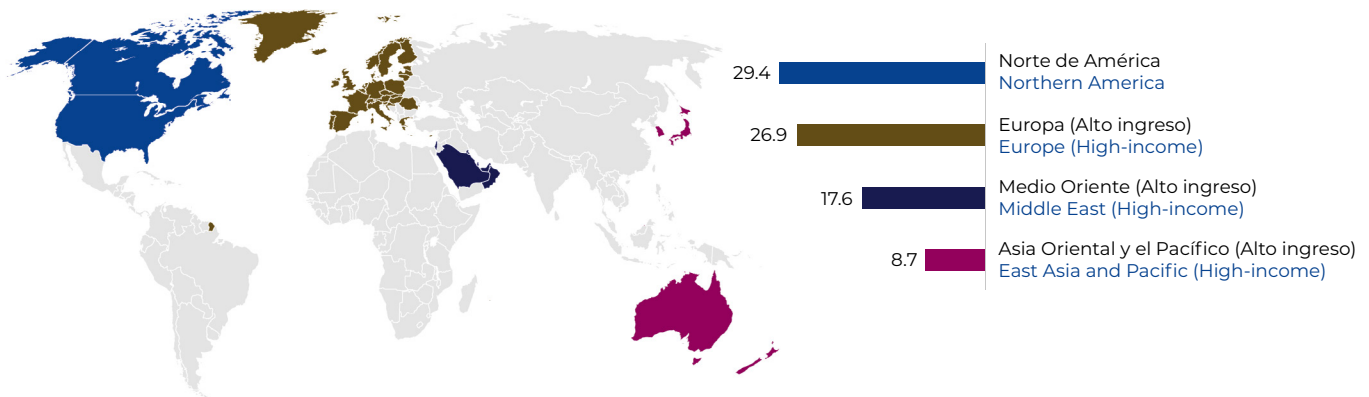 29.4
Norte de América
Northern America
26.9
Europa (Alto ingreso)
Europe (High-income)
17.6
Medio Oriente (Alto ingreso)
Middle East (High-income)
8.7
Asia Oriental y el Pacífico (Alto ingreso)
East Asia and Pacific (High-income)